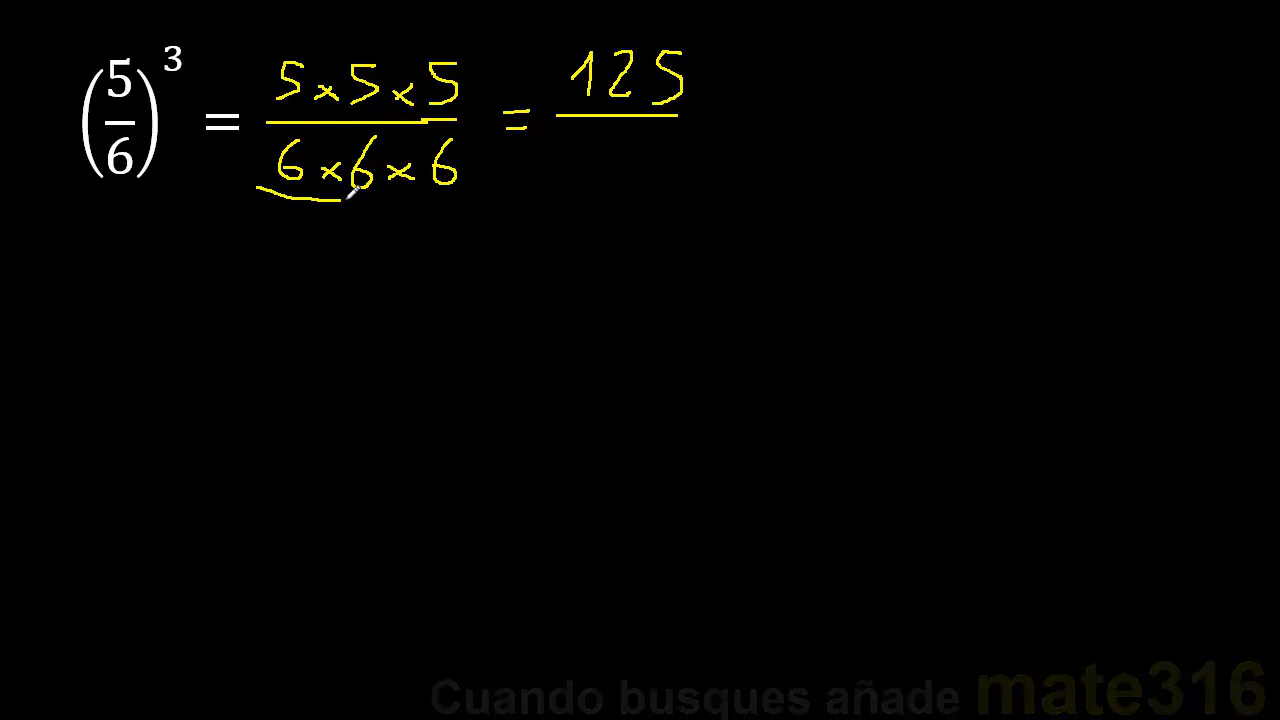 (5/6)³ = 5×5×5/6×6×6 = 125
Cuando busques añade mate316